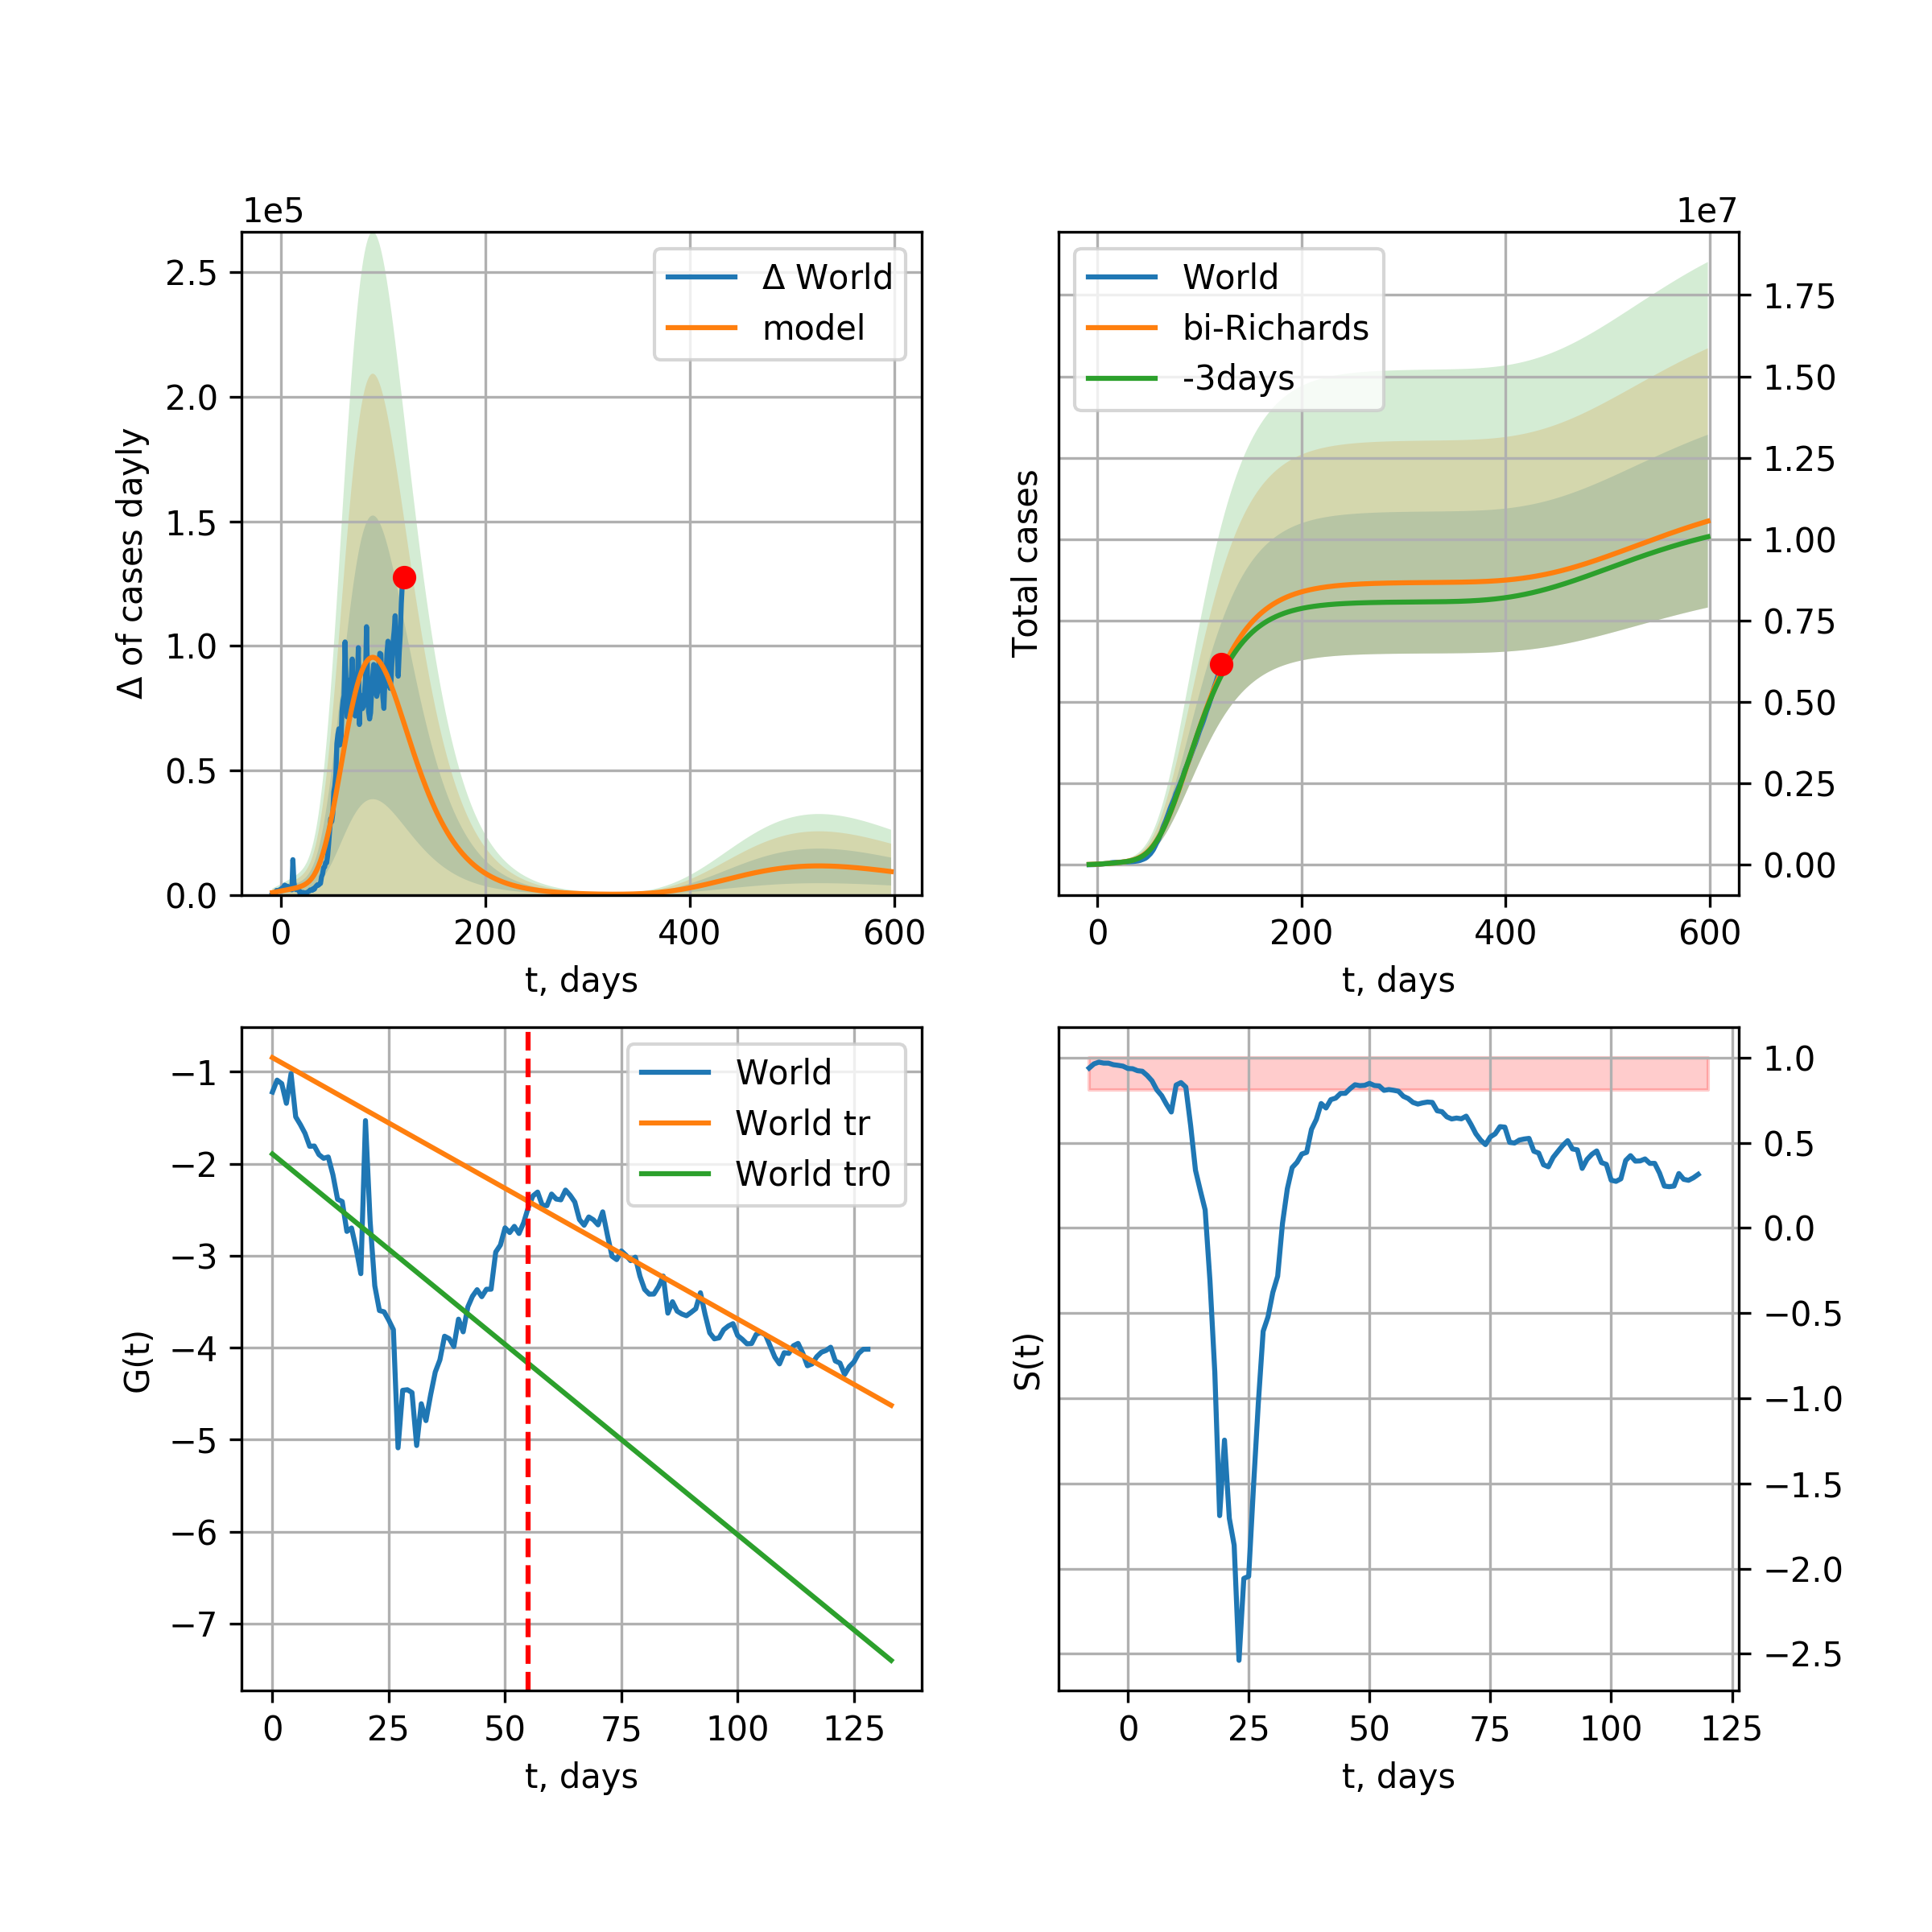 1e5
2.5
2.0
1.5
1.0
0.5
0.0
Δ of cases dayly
Δ World
model
0 200 400 600
t, days
1e7
World
bi-Richards
-3days
Total cases
1.75
1.50
1.25
1.00
0.75
0.50
0.25
0.00
0 200 400 600
t, days
−1
−2
−3
−4
−5
−6
−7
G(t)
World
World tr
World tr0
0 25 50 75 100 125
t, days
S(t)
1.0
0.5
0.0
−0.5
−1.0
−1.5
−2.0
−2.5
0 25 50 75 100 125
t, days